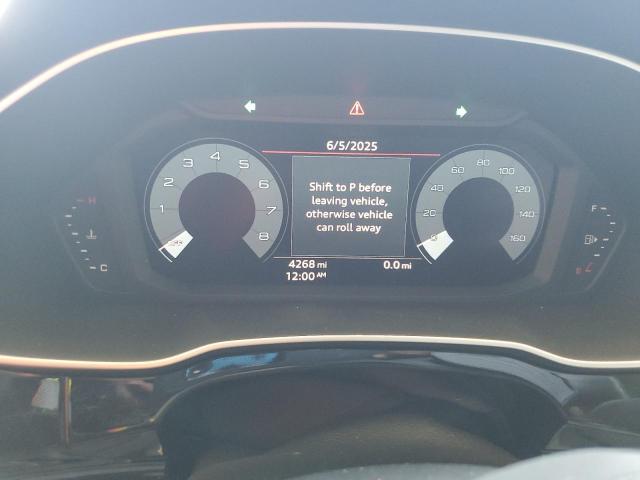 6/5/2025
Shift to P before
leaving vehicle,
otherwise vehicle
can roll away
1 2 3 4 5 6 7 8
20 40 60 80 100 120 140 160
H
C
F
4268 mi
0.0 mi
12:00 AM